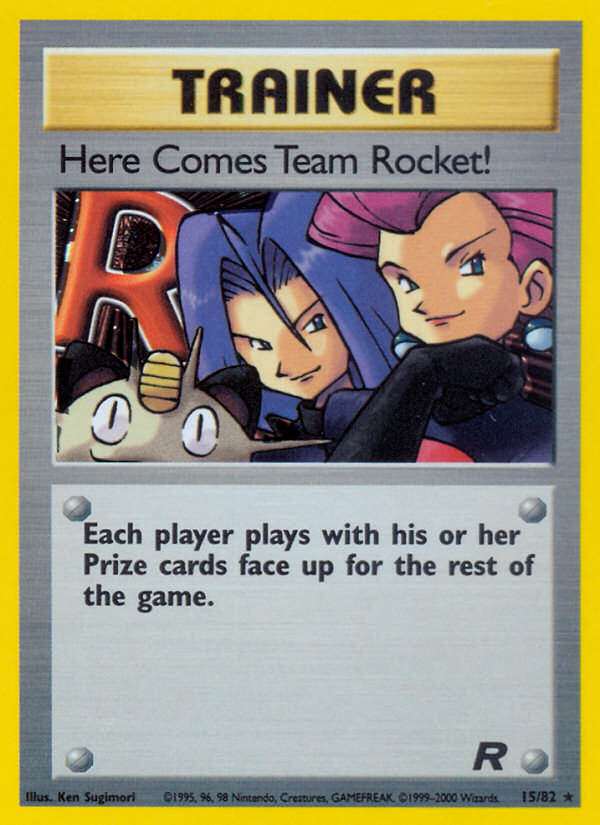 TRAINER
Here Comes Team Rocket!
R
Each player plays with his or her
Prize cards face up for the rest of
the game.
R
Illus. Ken Sugimori ©1995, 96, 98 Nintendo, Creatures, GAMEFREAK. ©1999-2000 Wizards. 15/82 ★